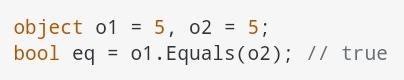 object o1 = 5, o2 = 5;
bool eq = o1.Equals(o2); // true